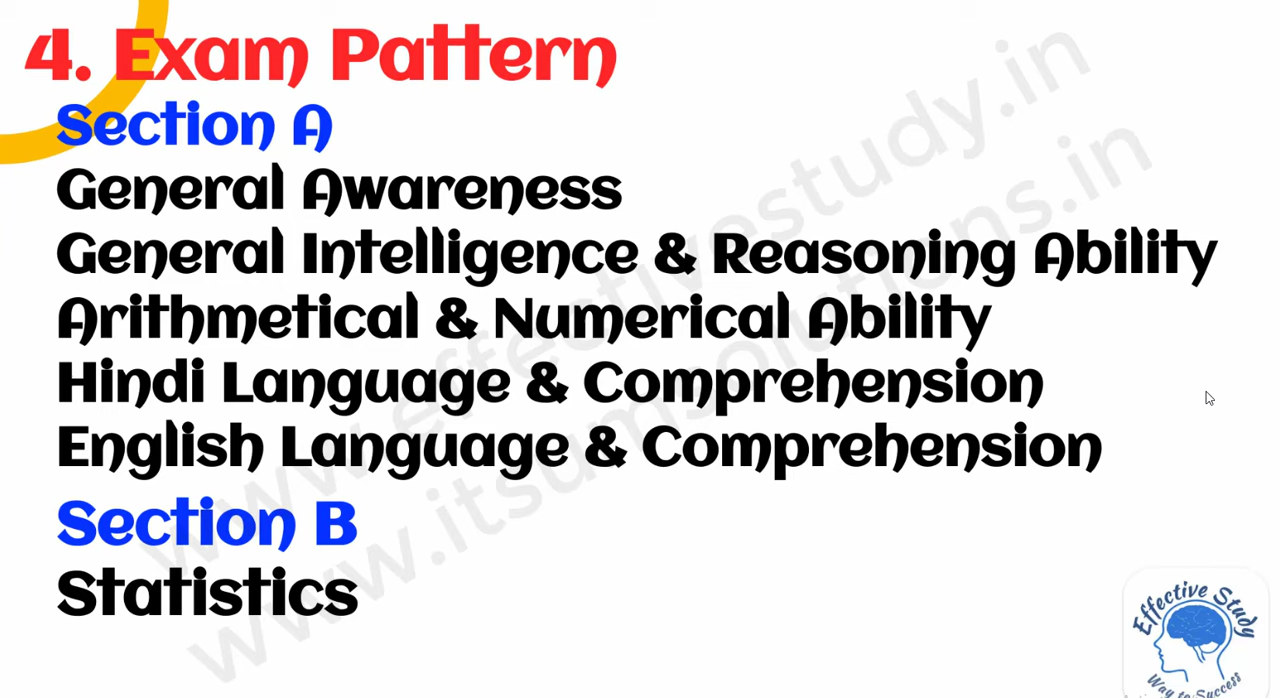 4. Exam Pattern
Section A
General Awareness
General Intelligence & Reasoning Ability
Arithmetical & Numerical Ability
Hindi Language & Comprehension
English Language & Comprehension
Section B
Statistics
www.effectivestudy.in
www.itsumsolutions.in
Effective Study
Way to Success